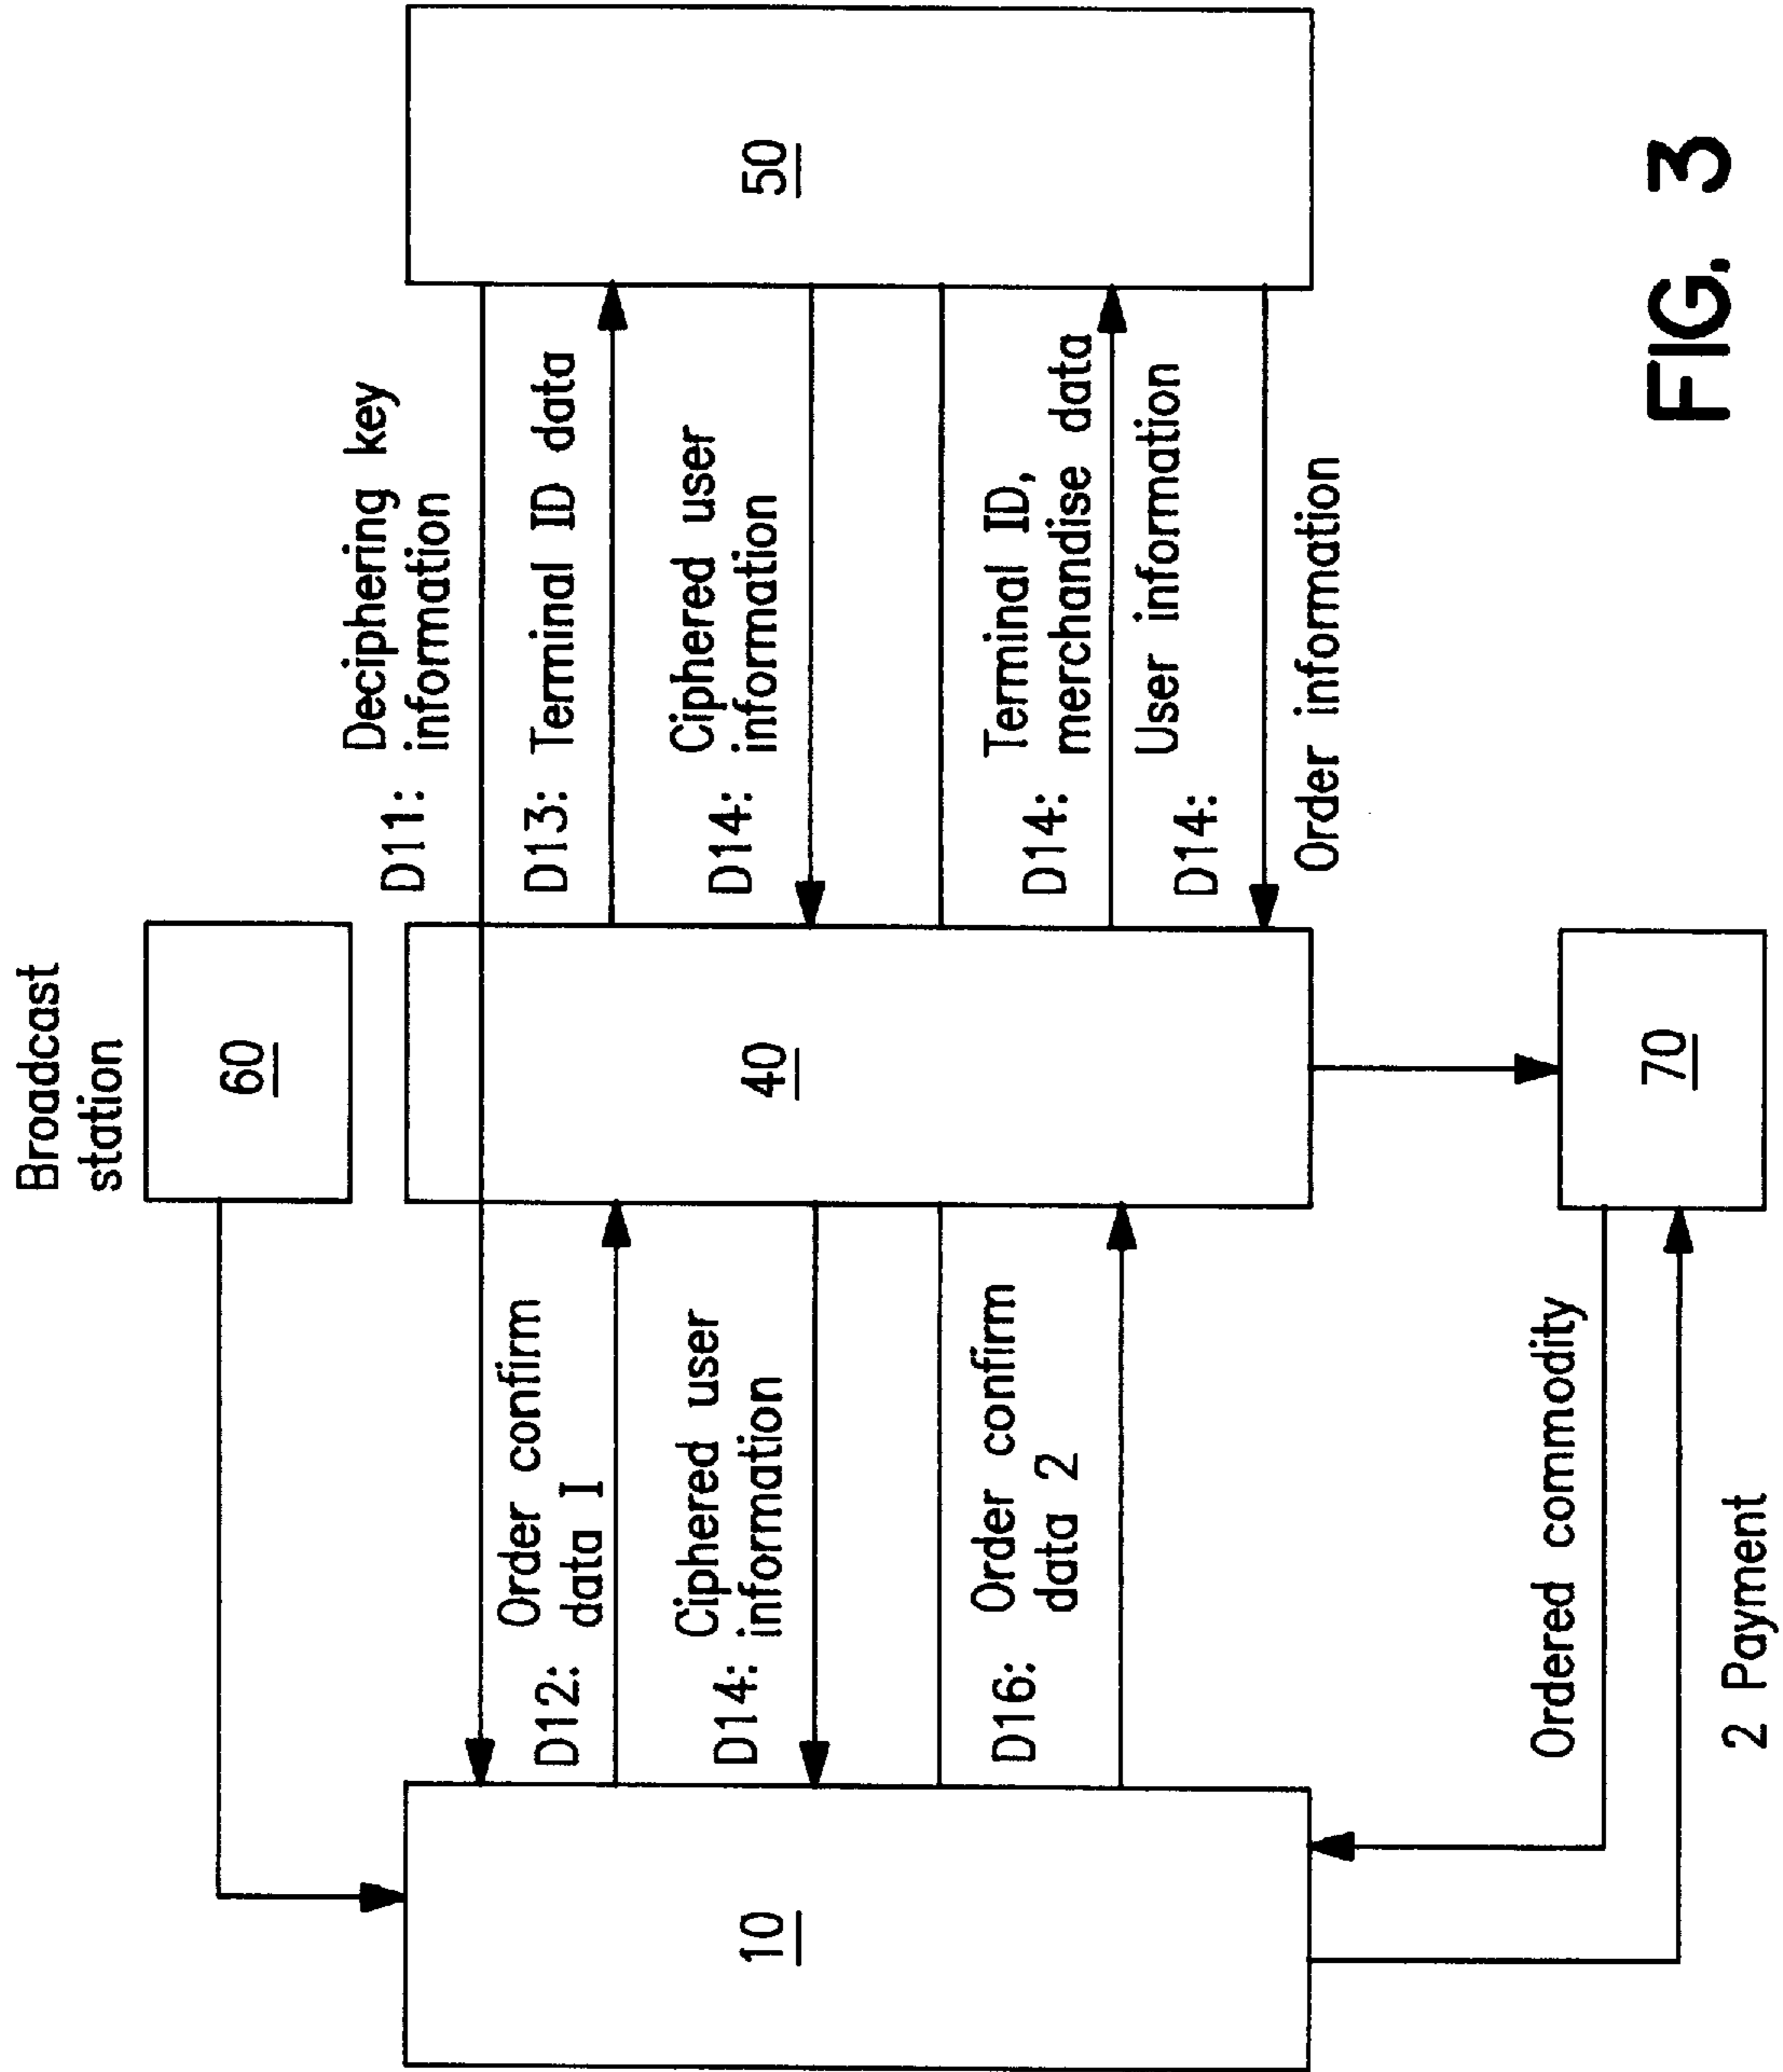 Broadcast
station
60
D11: Deciphering key
information
D12: Order confirm
data I
D13: Terminal ID data
D14: Ciphered user
information
D14: Ciphered user
information
10
40
50
D16: Order confirm
data 2
D14: Terminal ID,
merchandise data
D14: User information
Order information
Ordered commodity
70
2 Payment
FIG. 3